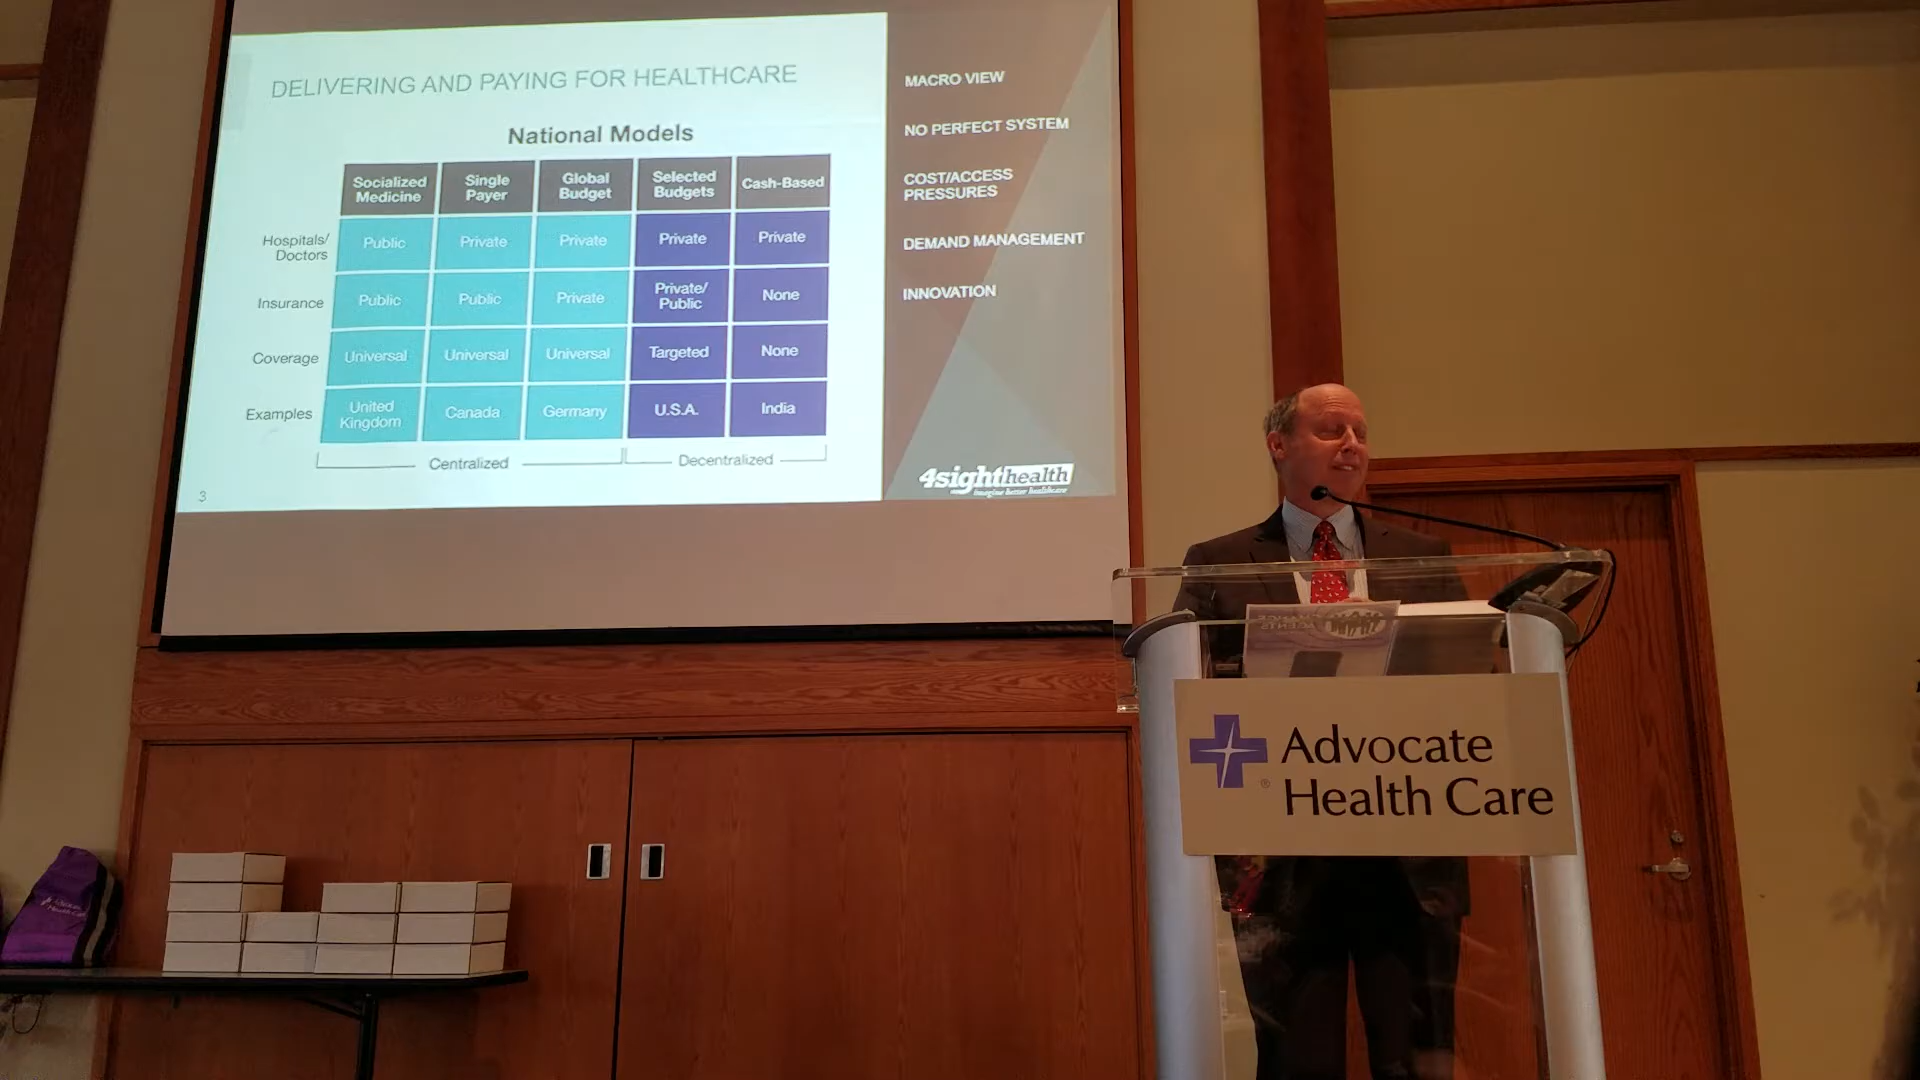 DELIVERING AND PAYING FOR HEALTHCARE
National Models
Socialized Medicine
Single Payer
Global Budget
Selected Budgets
Cash-Based
Hospitals/ Doctors
Public
Private
Private
Private
Private
Insurance
Public
Public
Private
Private/ Public
None
Coverage
Universal
Universal
Universal
Targeted
None
Examples
United Kingdom
Canada
Germany
U.S.A.
India
Centralized
Decentralized
3
MACRO VIEW
NO PERFECT SYSTEM
COST/ACCESS
PRESSURES
DEMAND MANAGEMENT
INNOVATION
4sighthealth
imagine better healthcare
Advocate
Health Care
®